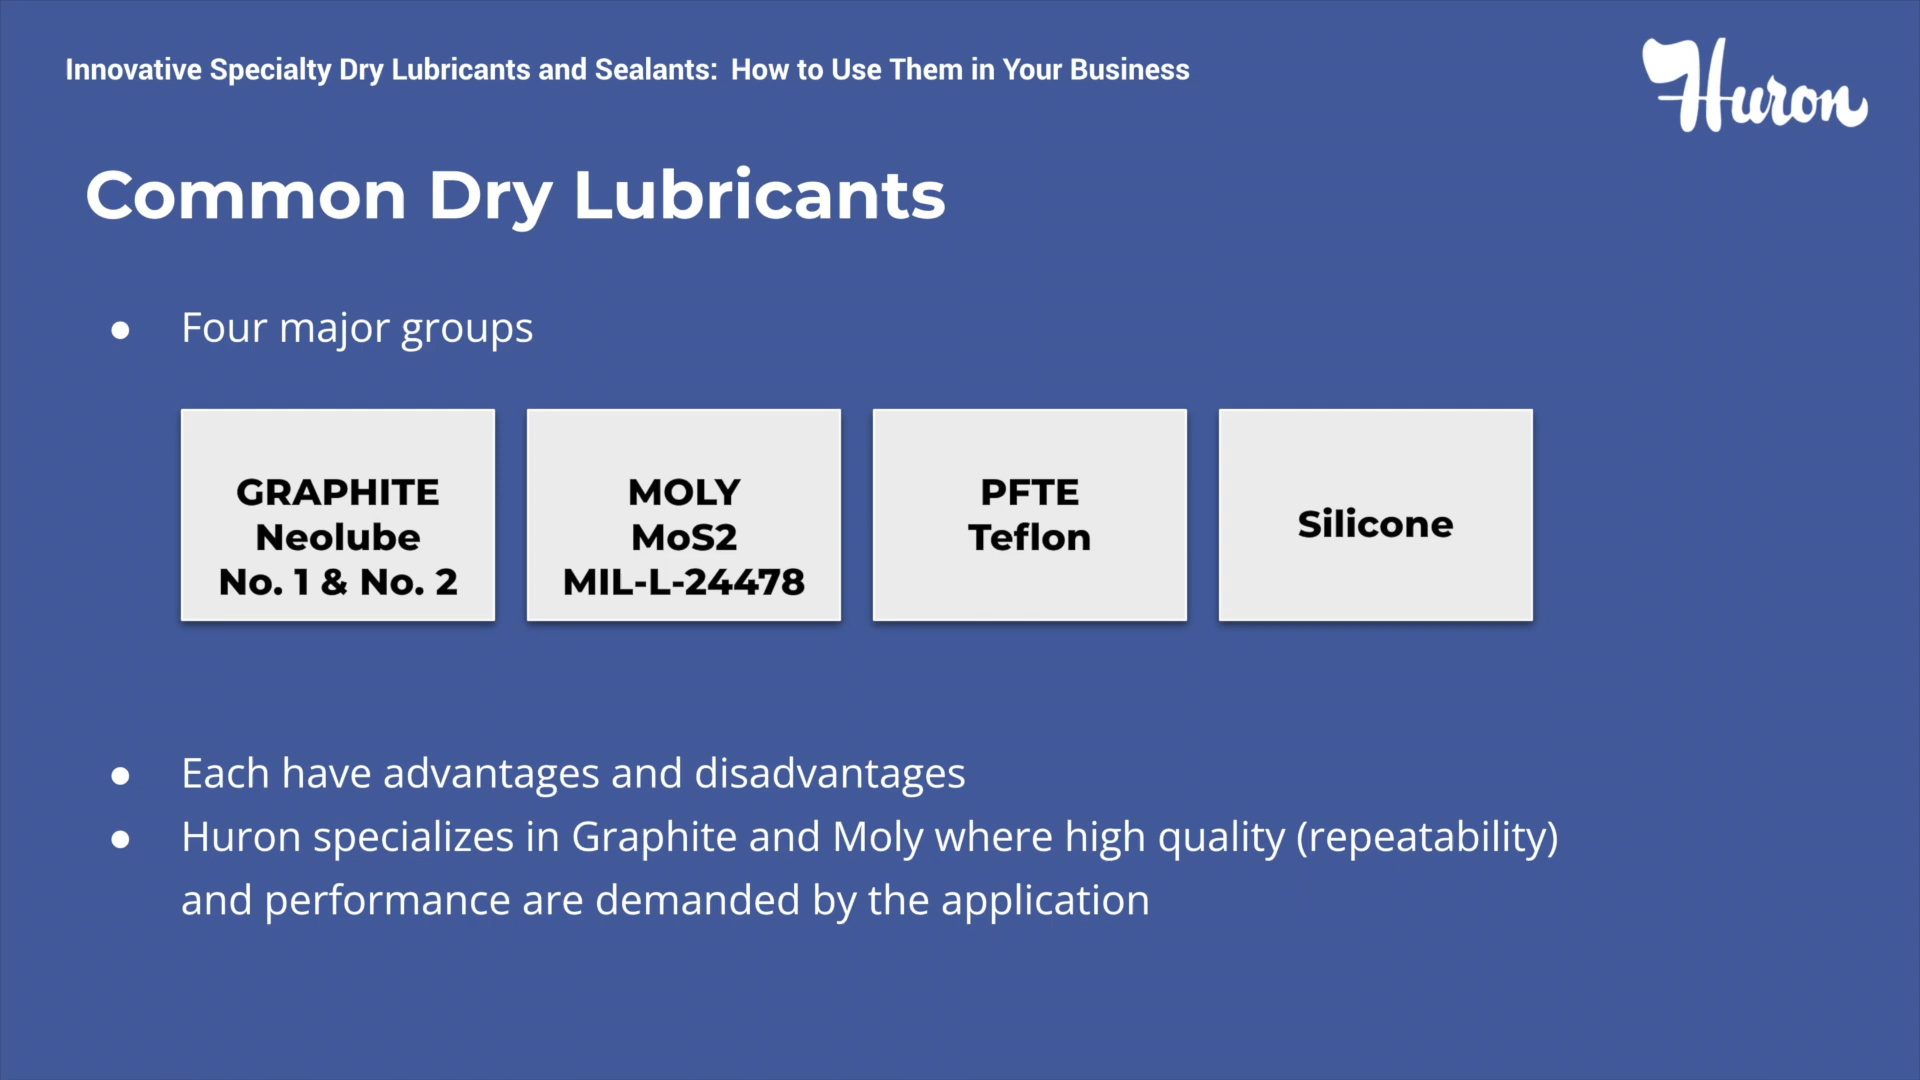 Innovative Specialty Dry Lubricants and Sealants: How to Use Them in Your Business
Huron
Common Dry Lubricants
● Four major groups
GRAPHITE
Neolube
No. 1 & No. 2
MOLY
MoS2
MIL-L-24478
PFTE
Teflon
Silicone
● Each have advantages and disadvantages
● Huron specializes in Graphite and Moly where high quality (repeatability)
and performance are demanded by the application